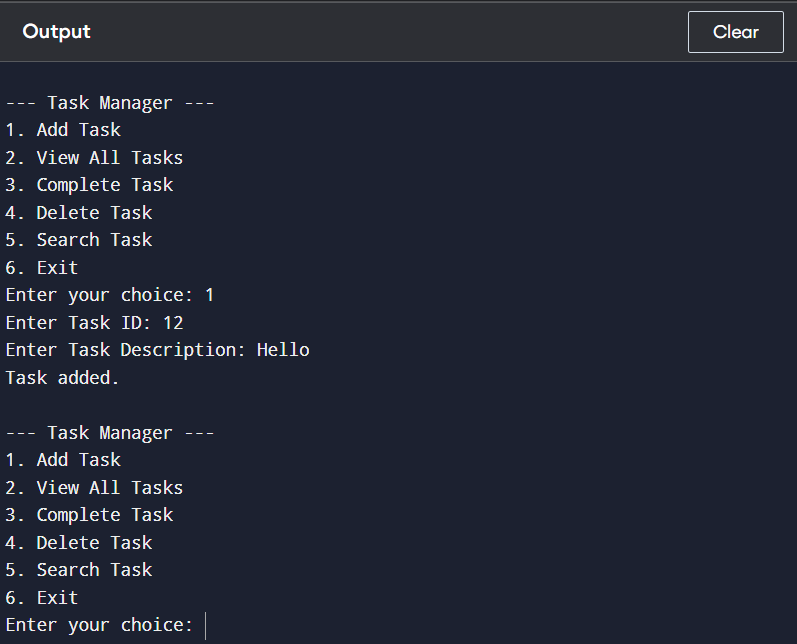 Output
Clear
--- Task Manager ---
1. Add Task
2. View All Tasks
3. Complete Task
4. Delete Task
5. Search Task
6. Exit
Enter your choice: 1
Enter Task ID: 12
Enter Task Description: Hello
Task added.
--- Task Manager ---
1. Add Task
2. View All Tasks
3. Complete Task
4. Delete Task
5. Search Task
6. Exit
Enter your choice: